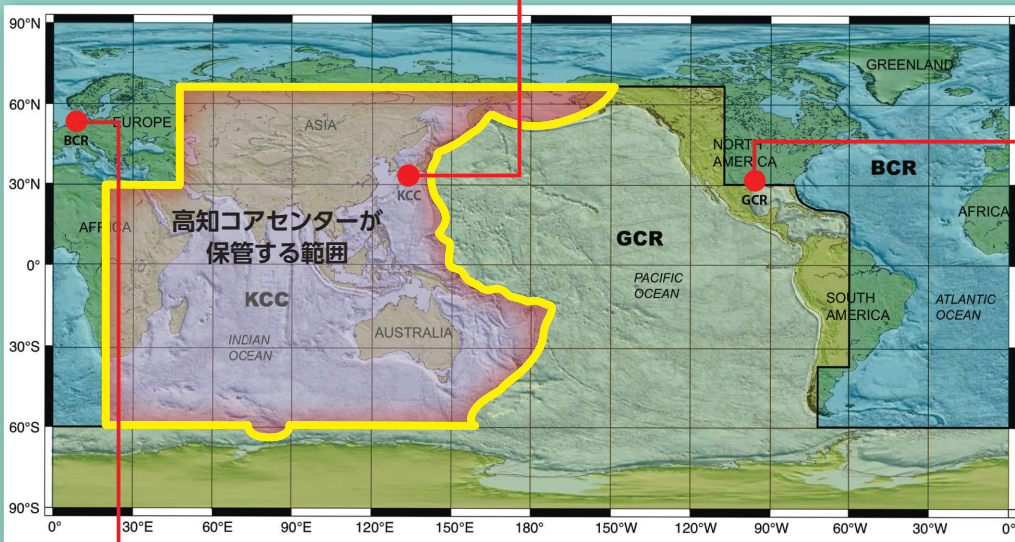 90°N
60°N
30°N
0°
30°S
60°S
90°S
GREENLAND
EUROPE
BCR
ASIA
NORTH
AMERICA
BCR
KCC
GCR
AFRICA
高知コアセンターが
保管する範囲
AFRICA
GCR
KCC
PACIFIC
OCEAN
SOUTH
AMERICA
ATLANTIC
OCEAN
INDIAN
OCEAN
AUSTRALIA
0° 30°E 60°E 90°E 120°E 150°E 180° 150°W 120°W 90°W 60°W 30°W 0°